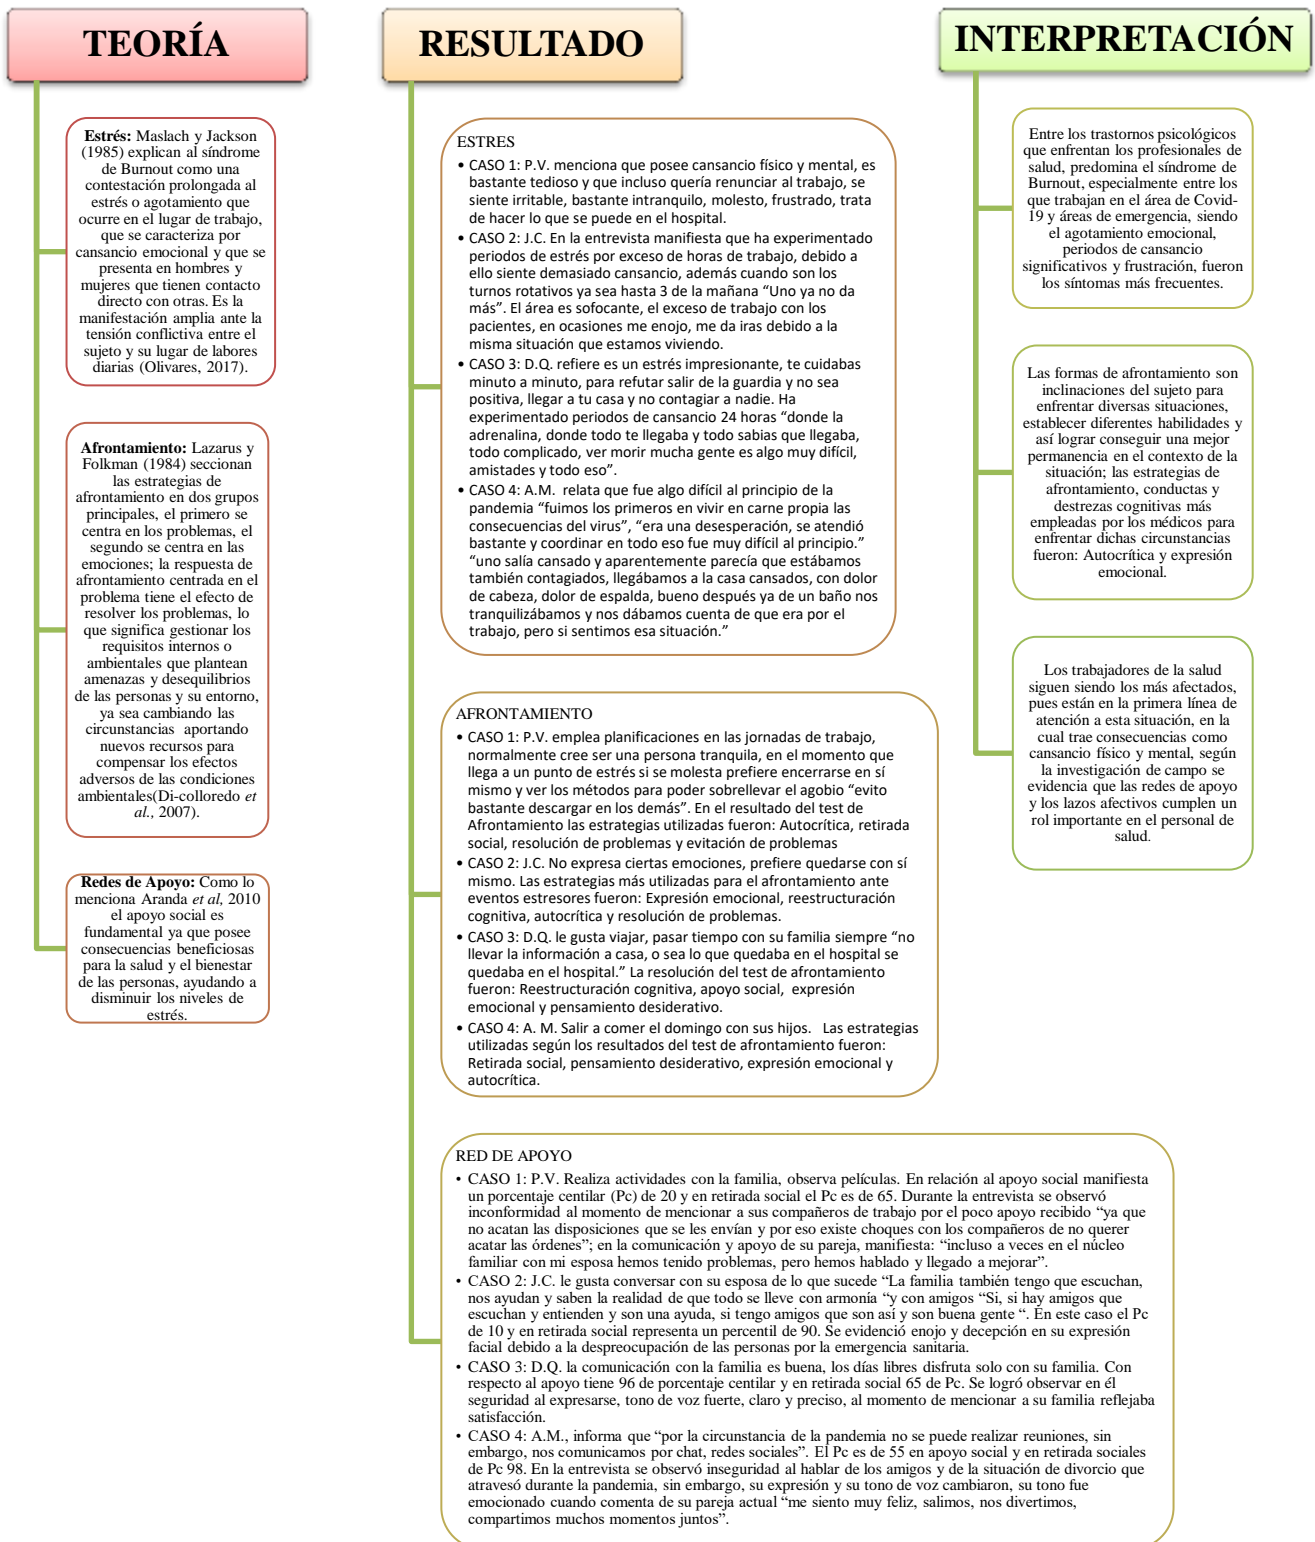 TEORÍA
Estrés: Maslach y Jackson
(1985) explican al síndrome
de Burnout como una
contestación prolongada al
estrés o agotamiento que
ocurre en el lugar de trabajo,
que se caracteriza por
cansancio emocional y que se
presenta en hombres y
mujeres que tienen contacto
directo con otras. Es la
manifestación amplia ante la
tensión conflictiva entre el
sujeto y su lugar de labores
diarias (Olivares, 2017).
Afrontamiento: Lazarus y
Folkman (1984) seccionan
las estrategias de
afrontamiento en dos grupos
principales, el primero se
centra en los problemas, el
segundo se centra en las
emociones; la respuesta de
afrontamiento centrada en el
problema tiene el efecto de
resolver los problemas, lo
que significa gestionar los
requisitos internos o
ambientales que plantean
amenazas y desequilibrios
de las personas y su entorno,
ya sea cambiando las
circunstancias aportando
nuevos recursos para
compensar los efectos
adversos de las condiciones
ambientales(Di-colloredo et
al., 2007).
Redes de Apoyo: Como lo
menciona Aranda et al, 2010
el apoyo social es
fundamental ya que posee
consecuencias beneficiosas
para la salud y el bienestar
de las personas, ayudando a
disminuir los niveles de
estrés.
RESULTADO
ESTRES
• CASO 1: P.V. menciona que posee cansancio físico y mental, es
bastante tedioso y que incluso quería renunciar al trabajo, se
siente irritable, bastante intranquilo, molesto, frustrado, trata
de hacer lo que se puede en el hospital.
• CASO 2: J.C. En la entrevista manifiesta que ha experimentado
periodos de estrés por exceso de horas de trabajo, debido a
ello siente demasiado cansancio, además cuando son los
turnos rotativos ya sea hasta 3 de la mañana “Uno ya no da
más”. El área es sofocante, el exceso de trabajo con los
pacientes, en ocasiones me enojo, me da iras debido a la
misma situación que estamos viviendo.
• CASO 3: D.Q. refiere es un estrés impresionante, te cuidabas
minuto a minuto, para refutar salir de la guardia y no sea
positiva, llegar a tu casa y no contagiar a nadie. Ha
experimentado periodos de cansancio 24 horas “donde la
adrenalina, donde todo te llegaba y todo sabias que llegaba,
todo complicado, ver morir mucha gente es algo muy difícil,
amistades y todo eso”.
• CASO 4: A.M. relata que fue algo difícil al principio de la
pandemia “fuimos los primeros en vivir en carne propia las
consecuencias del virus”, “era una desesperación, se atendió
bastante y coordinar en todo eso fue muy difícil al principio.”
“uno salía cansado y aparentemente parecía que estábamos
también contagiados, llegábamos a la casa cansados, con dolor
de cabeza, dolor de espalda, bueno después ya de un baño nos
tranquilizábamos y nos dábamos cuenta de que era por el
trabajo, pero si sentimos esa situación.”
AFRONTAMIENTO
• CASO 1: P.V. emplea planificaciones en las jornadas de trabajo,
normalmente cree ser una persona tranquila, en el momento que
llega a un punto de estrés si se molesta prefiere encerrarse en sí
mismo y ver los métodos para poder sobrellevar el agobio “evito
bastante descargar en los demás”. En el resultado del test de
Afrontamiento las estrategias utilizadas fueron: Autocrítica, retirada
social, resolución de problemas y evitación de problemas
• CASO 2: J.C. No expresa ciertas emociones, prefiere quedarse con sí
mismo. Las estrategias más utilizadas para el afrontamiento ante
eventos estresores fueron: Expresión emocional, reestructuración
cognitiva, autocrítica y resolución de problemas.
• CASO 3: D.Q. le gusta viajar, pasar tiempo con su familia siempre “no
llevar la información a casa, o sea lo que quedaba en el hospital se
quedaba en el hospital.” La resolución del test de afrontamiento
fueron: Reestructuración cognitiva, apoyo social, expresión
emocional y pensamiento desiderativo.
• CASO 4: A. M. Salir a comer el domingo con sus hijos. Las estrategias
utilizadas según los resultados del test de afrontamiento fueron:
Retirada social, pensamiento desiderativo, expresión emocional y
autocrítica.
RED DE APOYO
• CASO 1: P.V. Realiza actividades con la familia, observa películas. En relación al apoyo social manifiesta
un porcentaje centilar (Pc) de 20 y en retirada social el Pc es de 65. Durante la entrevista se observó
inconformidad al momento de mencionar a sus compañeros de trabajo por el poco apoyo recibido “ya que
no acatan las disposiciones que se les envían y por eso existe choques con los compañeros de no querer
acatar las órdenes”; en la comunicación y apoyo de su pareja, manifiesta: “incluso a veces en el núcleo
familiar con mi esposa hemos tenido problemas, pero hemos hablado y llegado a mejorar”.
• CASO 2: J.C. le gusta conversar con su esposa de lo que sucede “La familia también tengo que escuchan,
nos ayudan y saben la realidad de que todo se lleve con armonía “y con amigos “Si, si hay amigos que
escuchan y entienden y son una ayuda, si tengo amigos que son así y son buena gente “. En este caso el Pc
de 10 y en retirada social representa un percentil de 90. Se evidenció enojo y decepción en su expresión
facial debido a la despreocupación de las personas por la emergencia sanitaria.
• CASO 3: D.Q. la comunicación con la familia es buena, los días libres disfruta solo con su familia. Con
respecto al apoyo tiene 96 de porcentaje centilar y en retirada social 65 de Pc. Se logró observar en él
seguridad al expresarse, tono de voz fuerte, claro y preciso, al momento de mencionar a su familia reflejaba
satisfacción.
• CASO 4: A.M., informa que “por la circunstancia de la pandemia no se puede realizar reuniones, sin
embargo, nos comunicamos por chat, redes sociales”. El Pc es de 55 en apoyo social y en retirada sociales
de Pc 98. En la entrevista se observó inseguridad al hablar de los amigos y de la situación de divorcio que
atravesó durante la pandemia, sin embargo, su expresión y su tono de voz cambiaron, su tono fue
emocionado cuando comenta de su pareja actual “me siento muy feliz, salimos, nos divertimos,
compartimos muchos momentos juntos”.
INTERPRETACIÓN
Entre los trastornos psicológicos
que enfrentan los profesionales de
salud, predomina el síndrome de
Burnout, especialmente entre los
que trabajan en el área de Covid-
19 y áreas de emergencia, siendo
el agotamiento emocional,
periodos de cansancio
significativos y frustración, fueron
los síntomas más frecuentes.
Las formas de afrontamiento son
inclinaciones del sujeto para
enfrentar diversas situaciones,
establecer diferentes habilidades y
así lograr conseguir una mejor
permanencia en el contexto de la
situación; las estrategias de
afrontamiento, conductas y
destrezas cognitivas más
empleadas por los médicos para
enfrentar dichas circunstancias
fueron: Autocrítica y expresión
emocional.
Los trabajadores de la salud
siguen siendo los más afectados,
pues están en la primera línea de
atención a esta situación, en la
cual trae consecuencias como
cansancio físico y mental, según
la investigación de campo se
evidencia que las redes de apoyo
y los lazos afectivos cumplen un
rol importante en el personal de
salud.